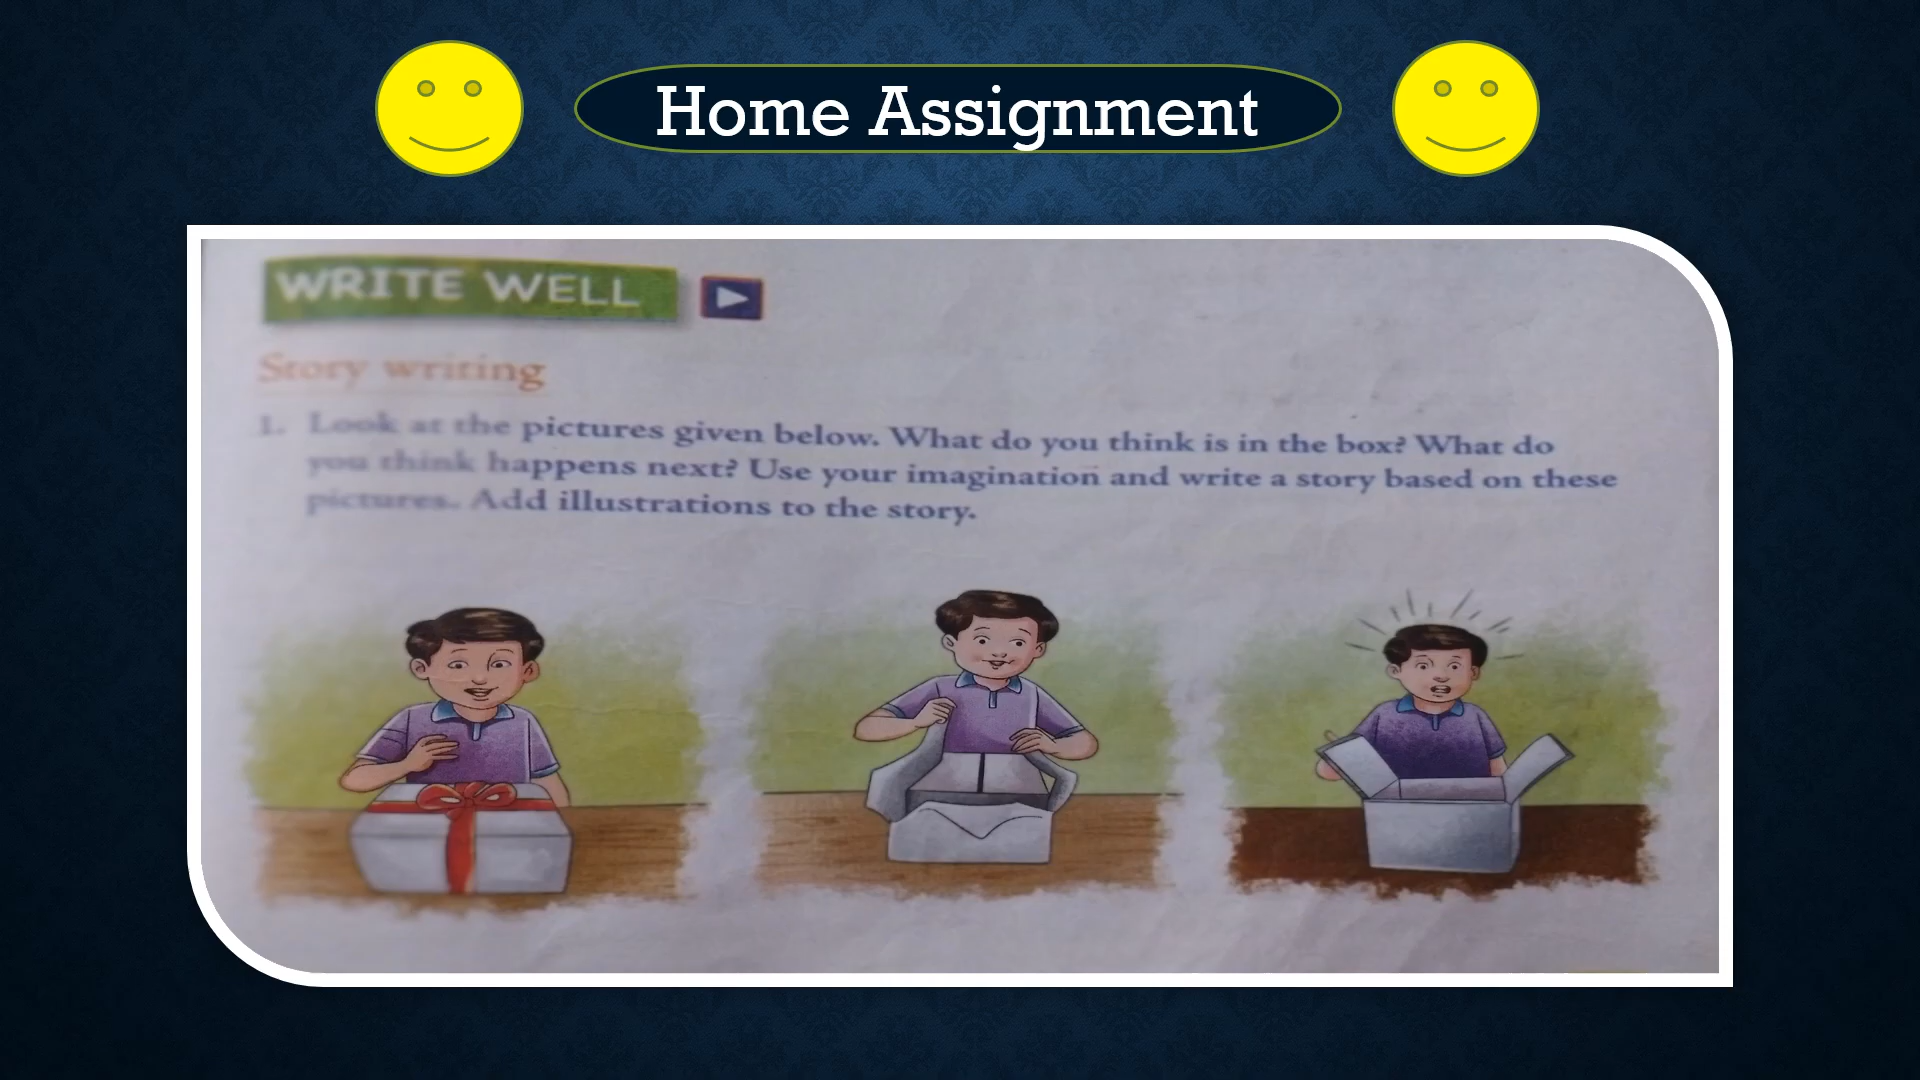 Home Assignment
WRITE WELL
Story writing
1. Look at the pictures given below. What do you think is in the box? What do
you think happens next? Use your imagination and write a story based on these
pictures. Add illustrations to the story.